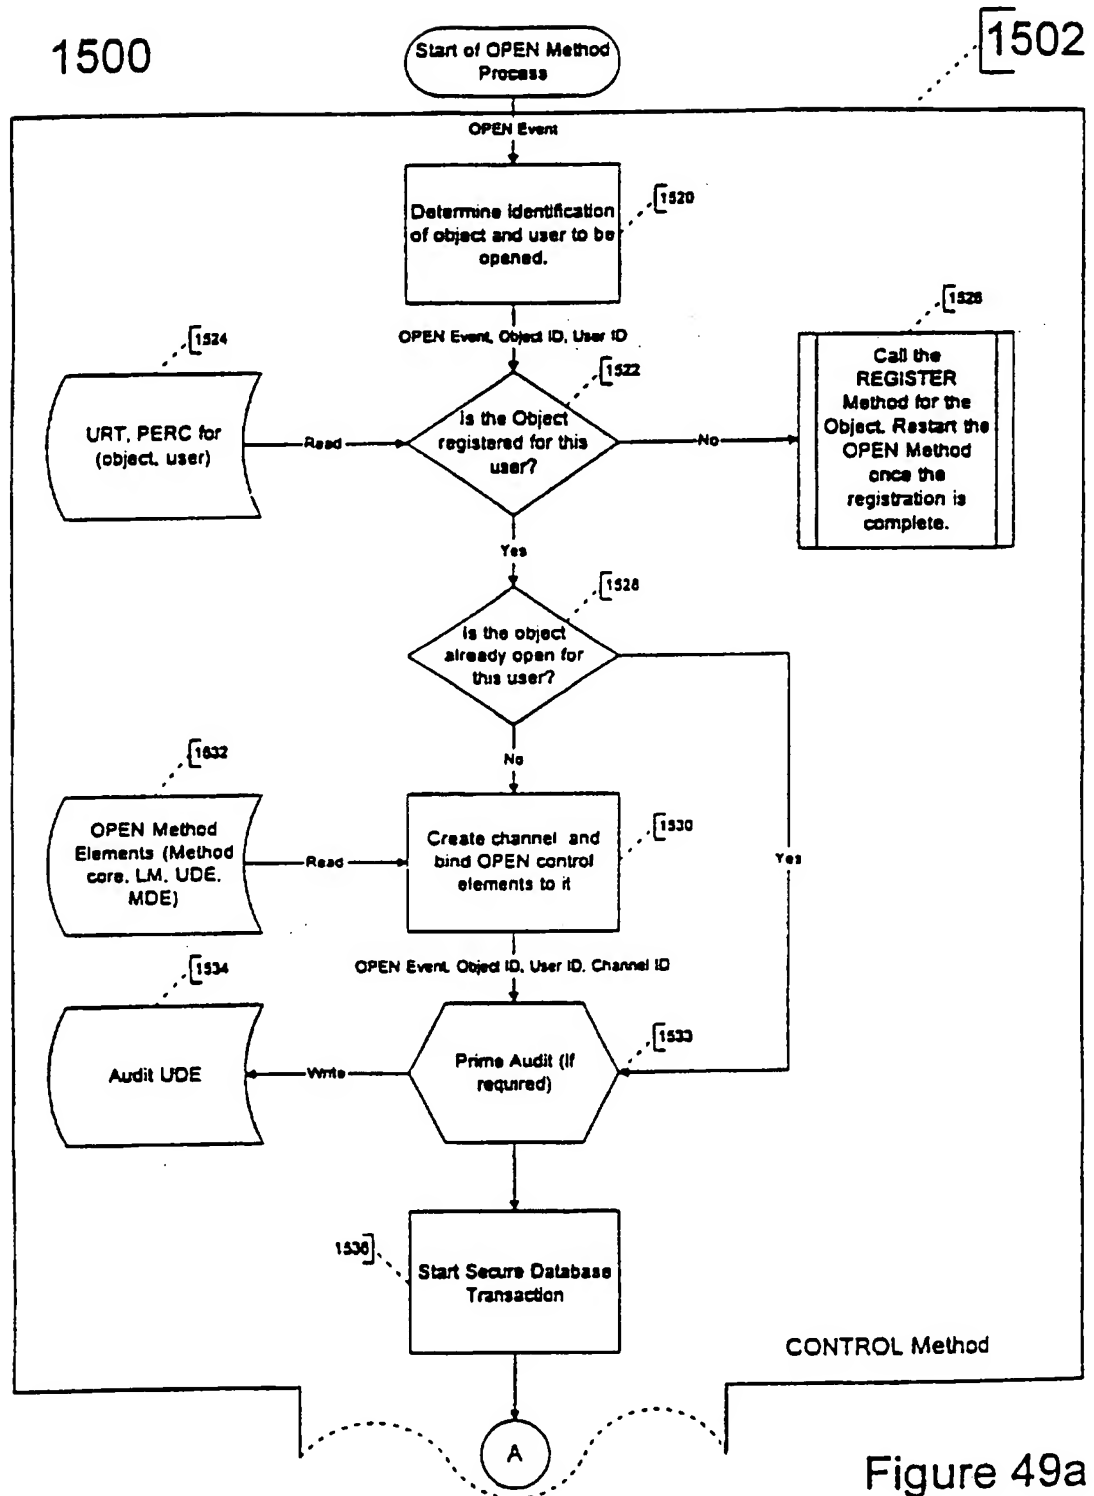 1500
1502
Start of OPEN Method
Process
OPEN Event
1520
Determine identification
of object and user to be
opened.
OPEN Event, Object ID, User ID
1524
1522
1526
URT, PERC for
(object, user)
Read
Is the Object
registered for this
user?
No
Call the
REGISTER
Method for the
Object. Restart the
OPEN Method
once the
registration is
complete.
Yes
1528
Is the object
already open for
this user?
No
Yes
1632
OPEN Method
Elements (Method
core, LM, UDE,
MDE)
Read
1530
Create channel and
bind OPEN control
elements to it
OPEN Event, Object ID, User ID, Channel ID
1534
1533
Audit UDE
Write
Prime Audit (if
required)
1536
Start Secure Database
Transaction
CONTROL Method
A
Figure 49a